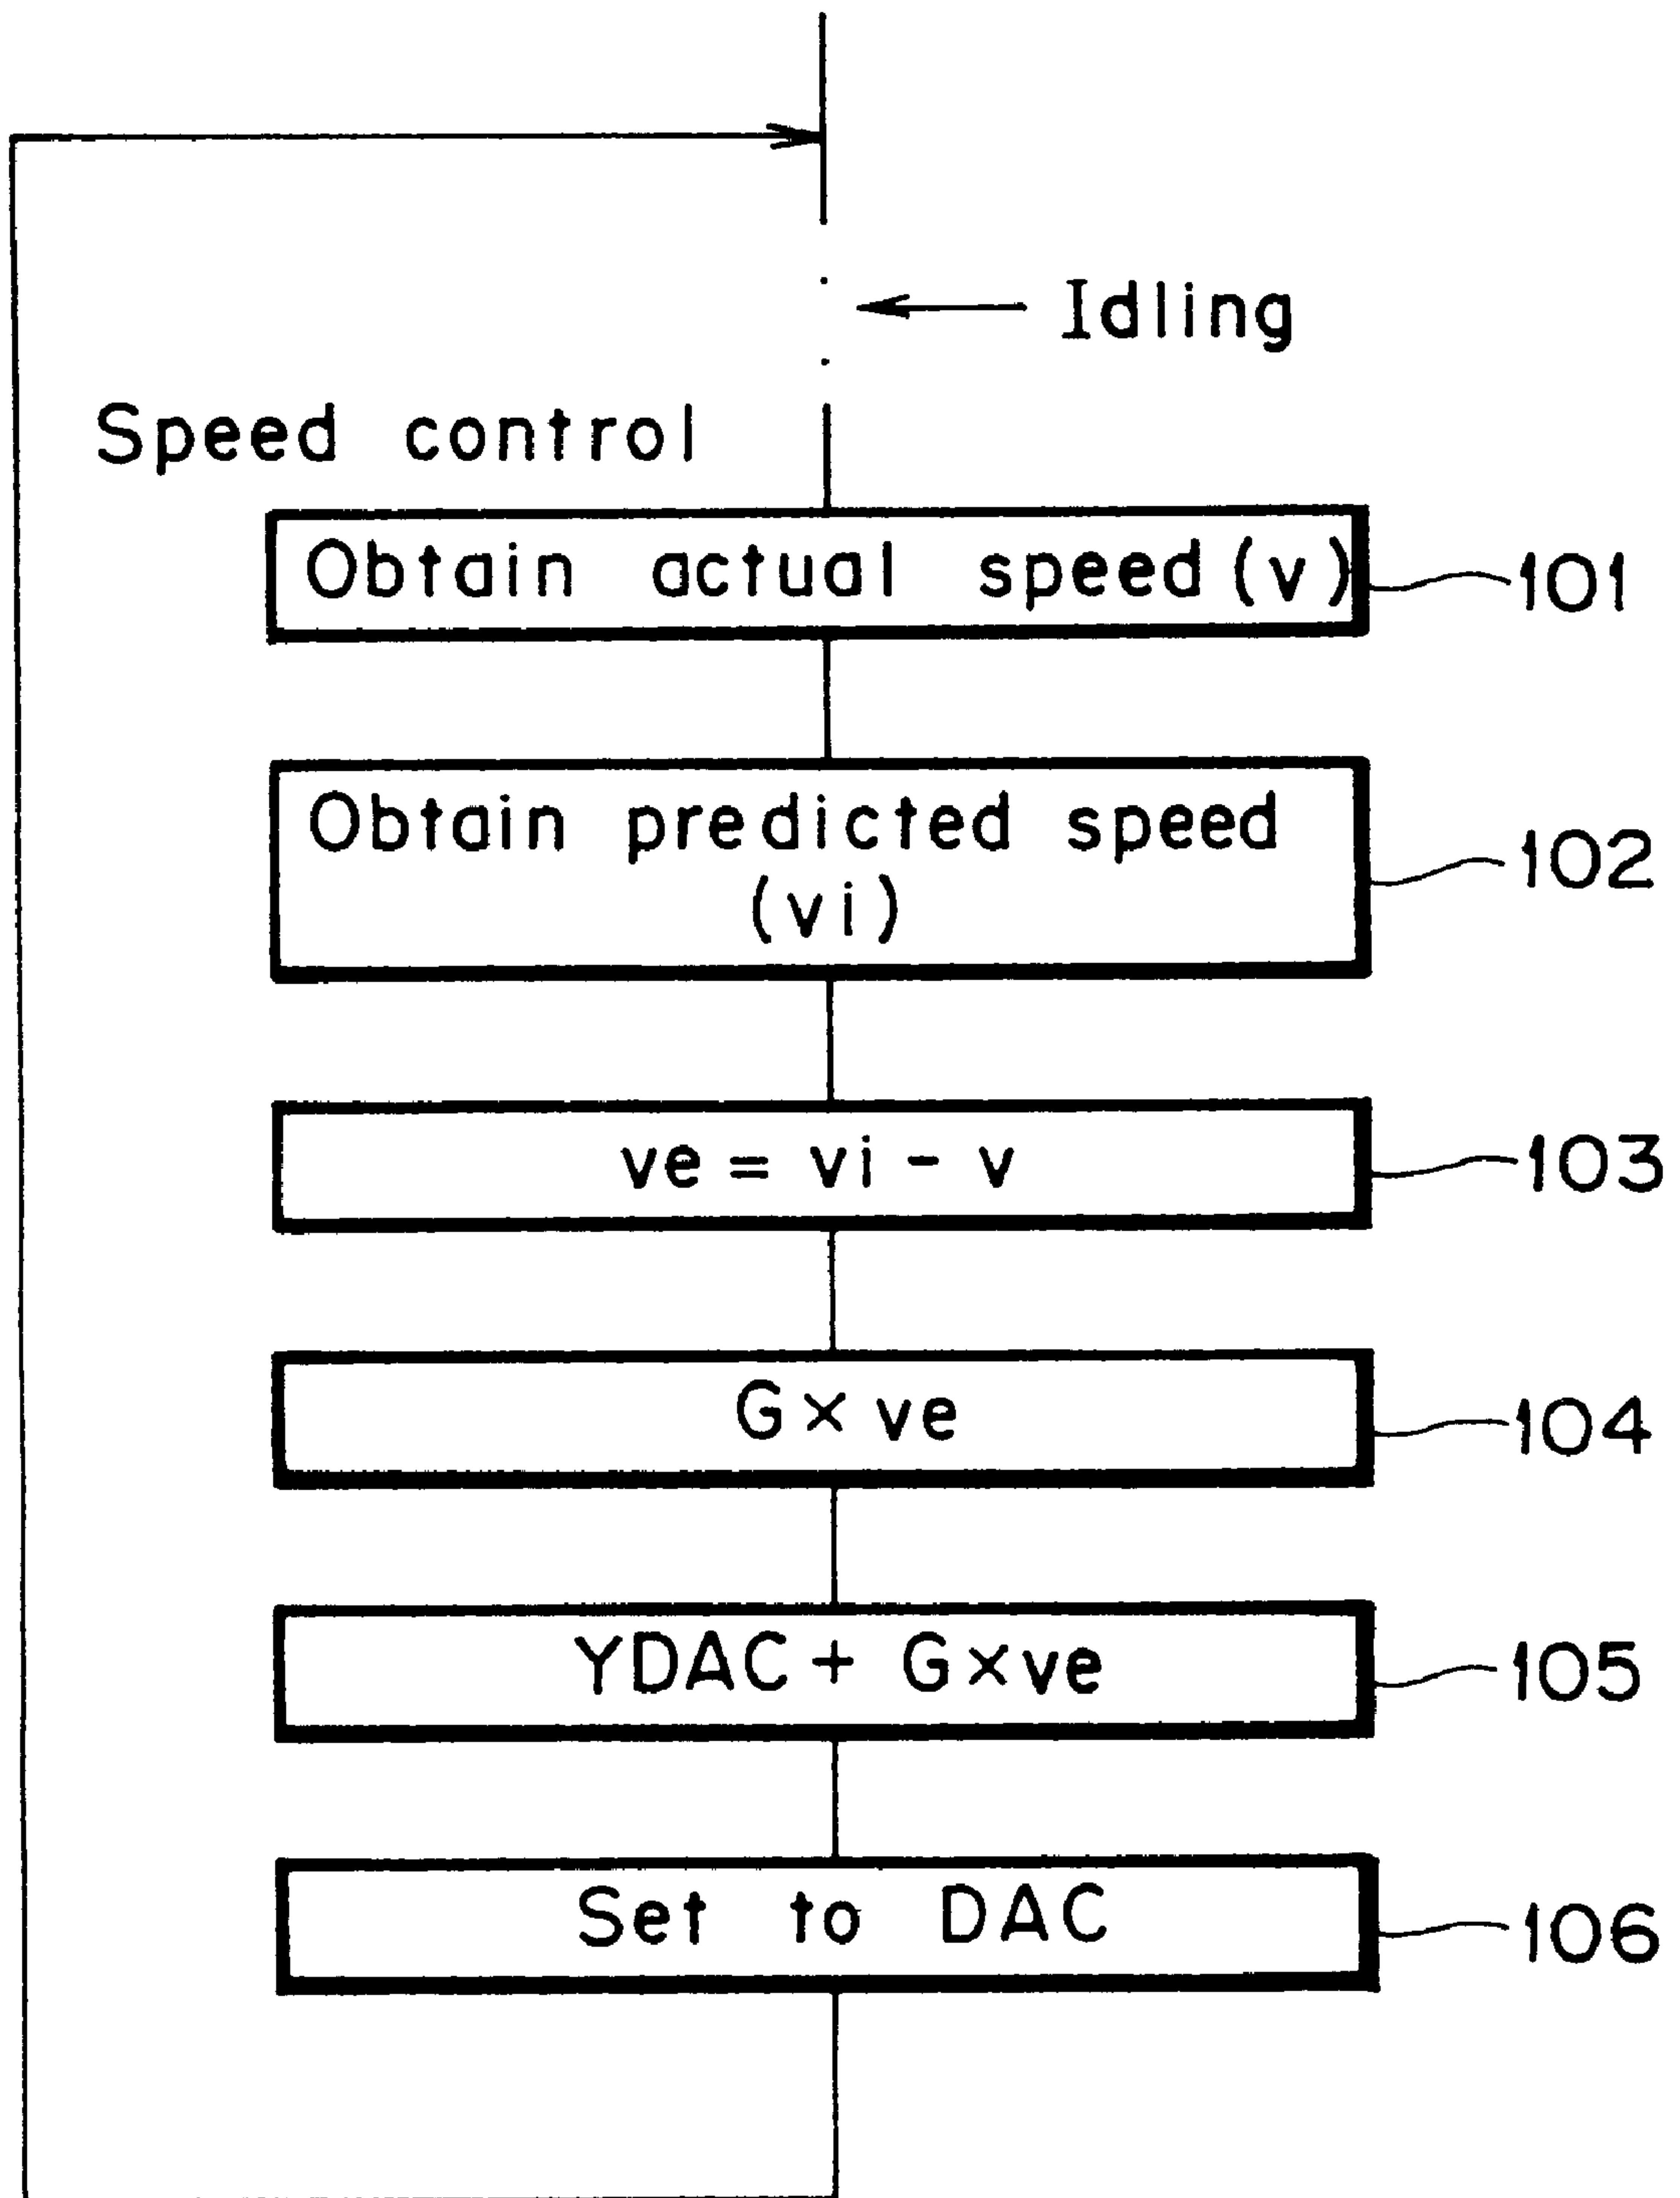 Idling
Speed control
Obtain actual speed (v)
101
Obtain predicted speed
(vi)
102
ve = vi - v
103
G × ve
104
YDAC + G × ve
105
Set to DAC
106